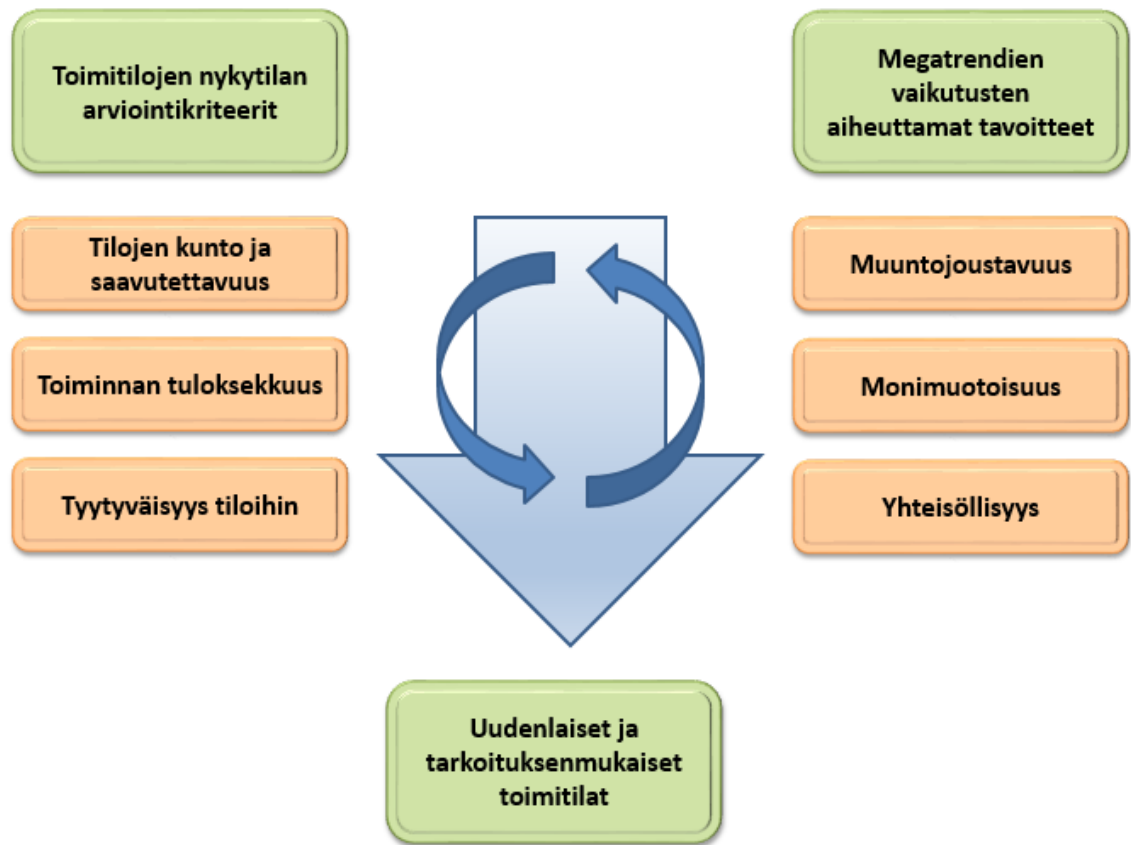 Toimitilojen nykytilan
arviointikriteerit
Tilojen kunto ja
saavutettavuus
Toiminnan tuloksekkuus
Tyytyväisyys tiloihin
Megatrendien
vaikutusten
aiheuttamat tavoitteet
Muuntojoustavuus
Monimuotoisuus
Yhteisöllisyys
Uudenlaiset ja
tarkoituksenmukaiset
toimitilat